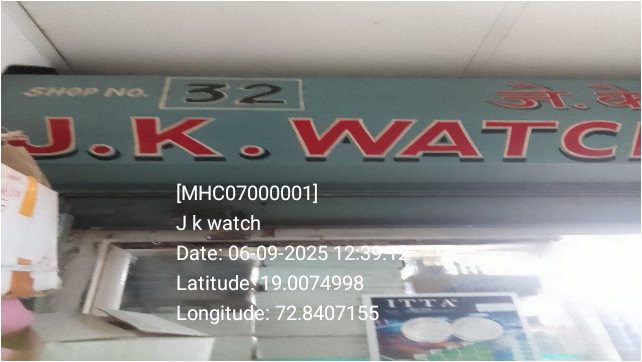 SHOP NO. 32
J.K. WATC
[MHC07000001]
J k watch
Date: 06-09-2025 12:39:12
Latitude: 19.0074998
Longitude: 72.8407155
ITTA